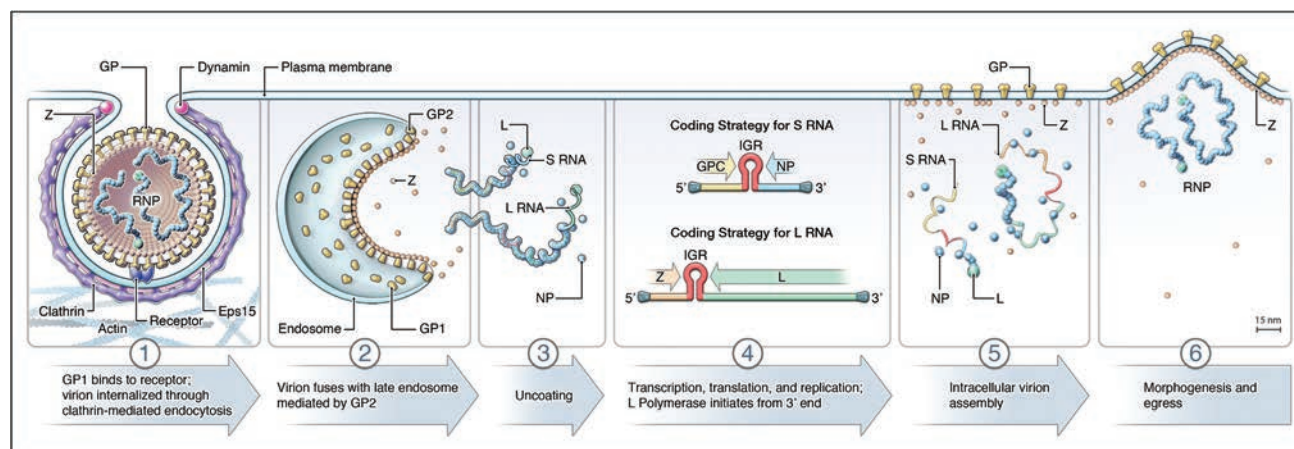 GP
Dynamin
Plasma membrane
Z
RNP
Clathrin
Actin
Receptor
Eps15
GP2
Z
Endosome
GP1
L
S RNA
L RNA
NP
Coding Strategy for S RNA
IGR
GPC
NP
5'
3'
Coding Strategy for L RNA
IGR
Z
L
5'
3'
GP
L RNA
Z
S RNA
NP
L
Z
RNP
15 nm
1
GP1 binds to receptor;
virion internalized through
clathrin-mediated endocytosis
2
Virion fuses with late endosome
mediated by GP2
3
Uncoating
4
Transcription, translation, and replication;
L Polymerase initiates from 3' end
5
Intracellular virion
assembly
6
Morphogenesis and
egress